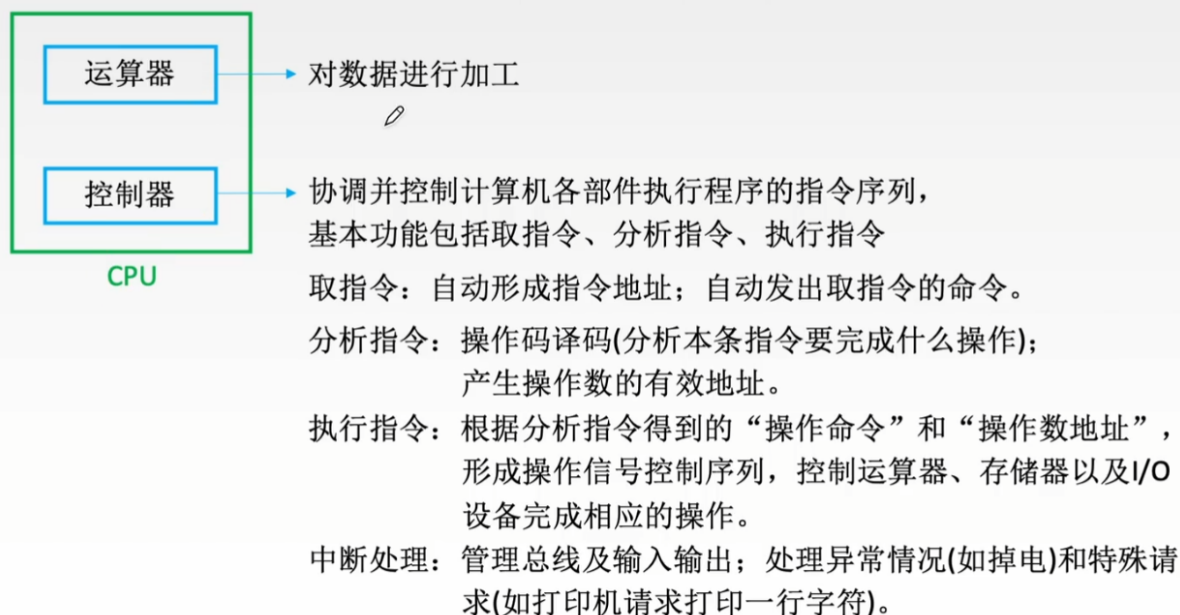 运算器
对数据进行加工
控制器
协调并控制计算机各部件执行程序的指令序列，
基本功能包括取指令、分析指令、执行指令
CPU
取指令：自动形成指令地址；自动发出取指令的命令。
分析指令：操作码译码(分析本条指令要完成什么操作)；
产生操作数的有效地址。
执行指令：根据分析指令得到的“操作命令”和“操作数地址”，
形成操作信号控制序列，控制运算器、存储器以及I/O
设备完成相应的操作。
中断处理：管理总线及输入输出；处理异常情况(如掉电)和特殊请
求(如打印机请求打印一行字符)。